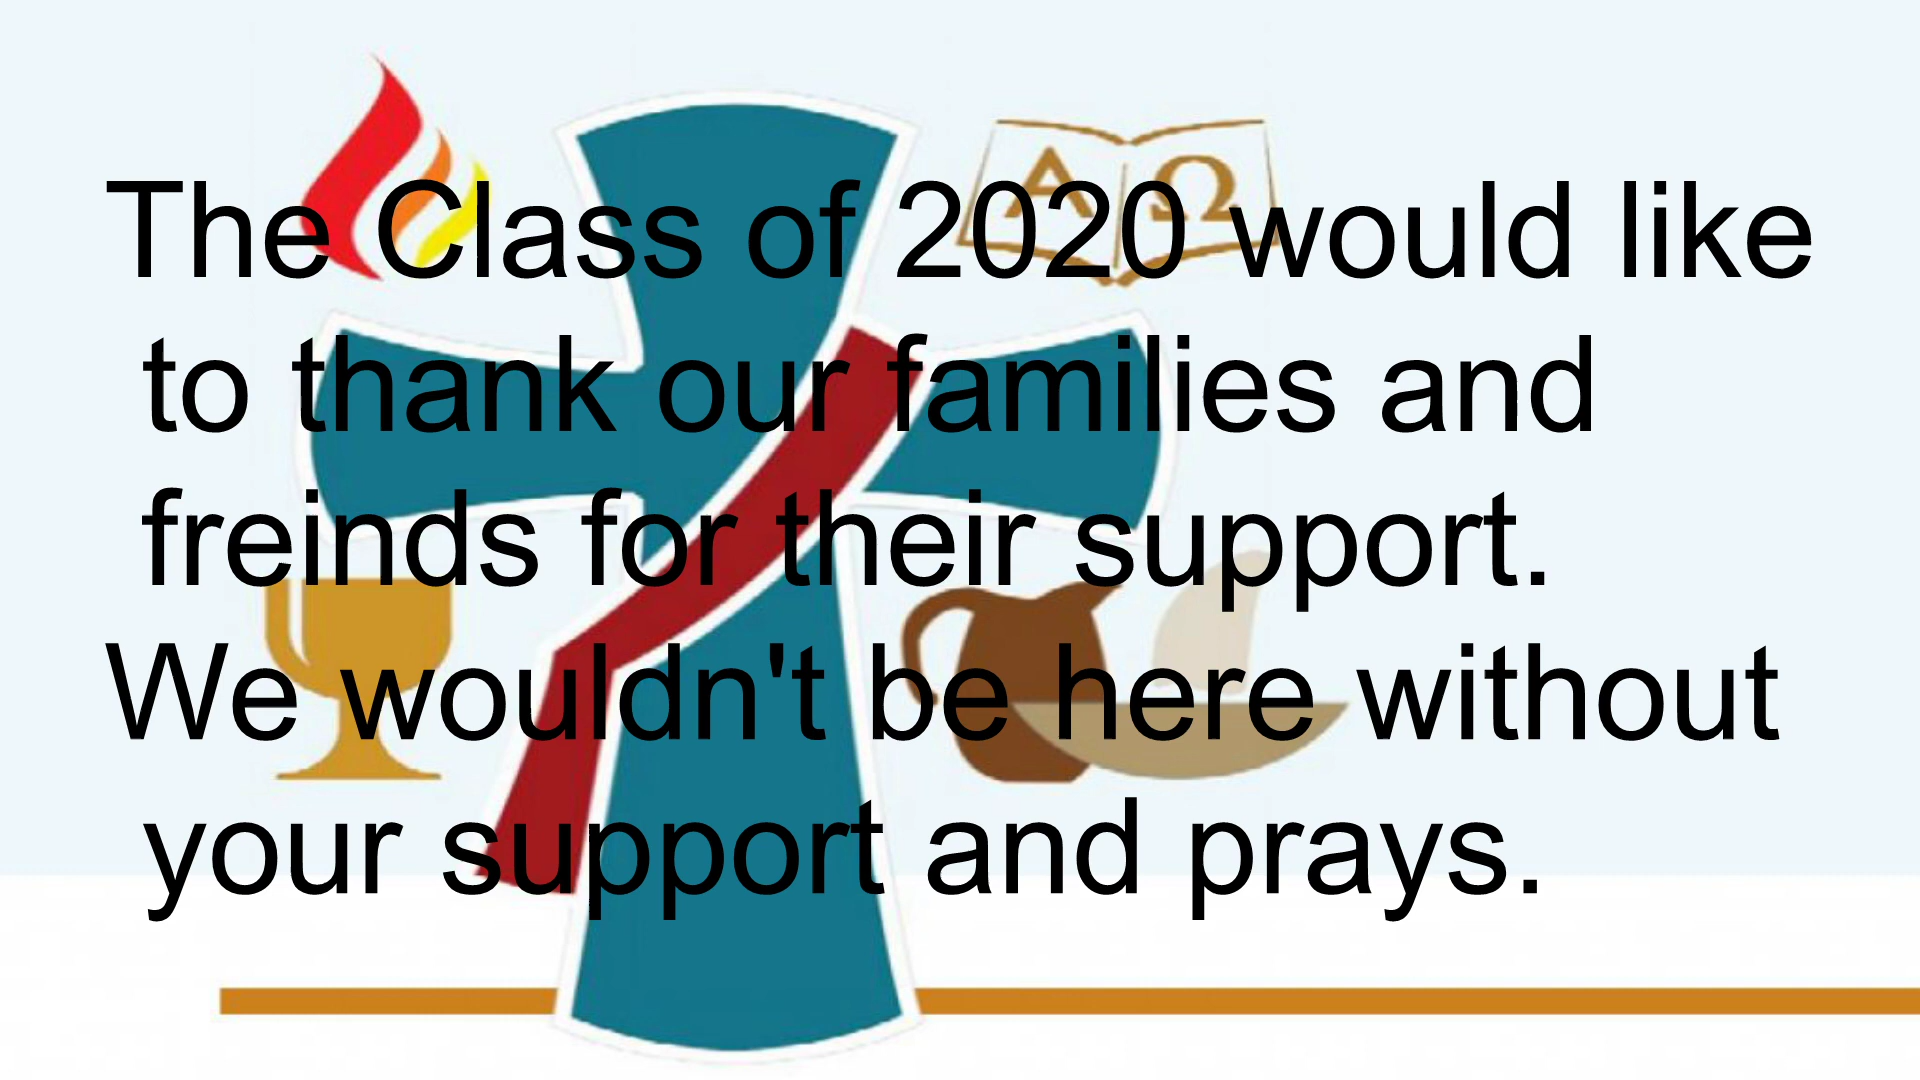 Α Ω
The Class of 2020 would like
to thank our families and
freinds for their support.
We wouldn't be here without
your support and prays.